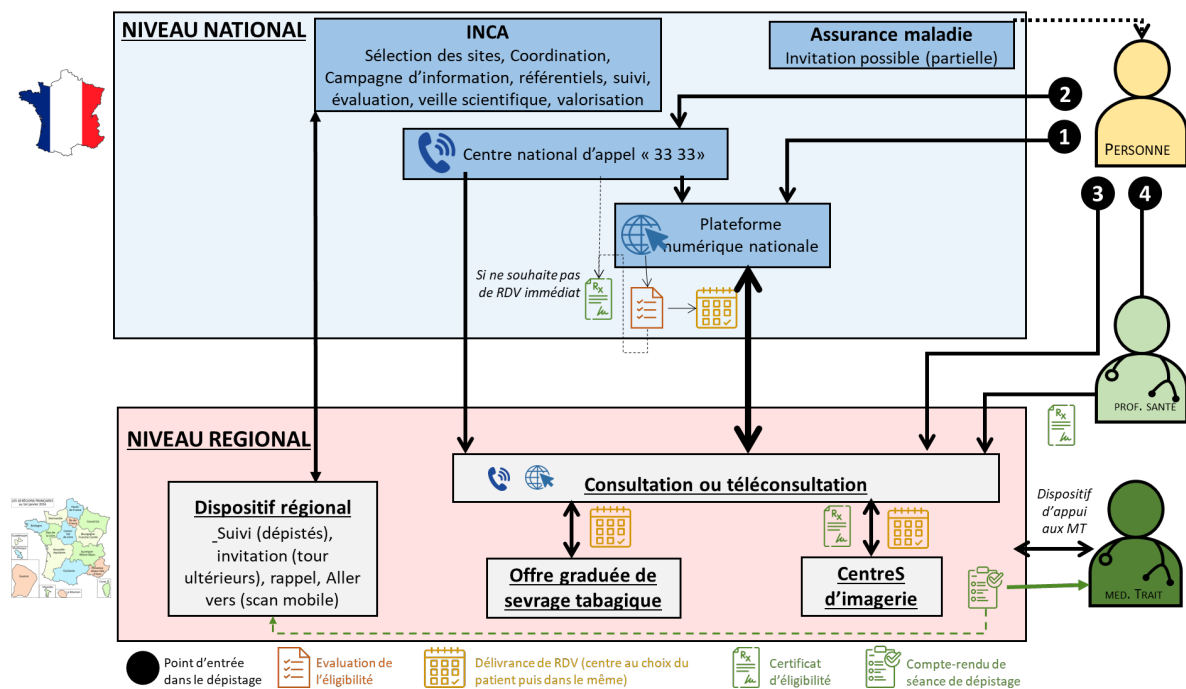 NIVEAU NATIONAL
INCA
Sélection des sites, Coordination,
Campagne d'information, référentiels, suivi,
évaluation, veille scientifique, valorisation
Assurance maladie
Invitation possible (partielle)
2
1
PERSONNE
3
4
Centre national d'appel « 33 33»
Plateforme
numérique nationale
Si ne souhaite pas
de RDV immédiat
Rx
PROF. SANTÉ
Rx
NIVEAU REGIONAL
Consultation ou téléconsultation
Dispositif régional
_Suivi (dépistés),
invitation (tour
ultérieurs), rappel, Aller
vers (scan mobile)
Rx
Offre graduée de
sevrage tabagique
CentreS
d'imagerie
Dispositif
d'appui
aux MT
MED. TRAIT
Point d'entrée
dans le dépistage
Evaluation de
l'éligibilité
Délivrance de RDV (centre au choix du
patient puis dans le même)
Rx
Certificat
d'éligibilité
Compte-rendu de
séance de dépistage